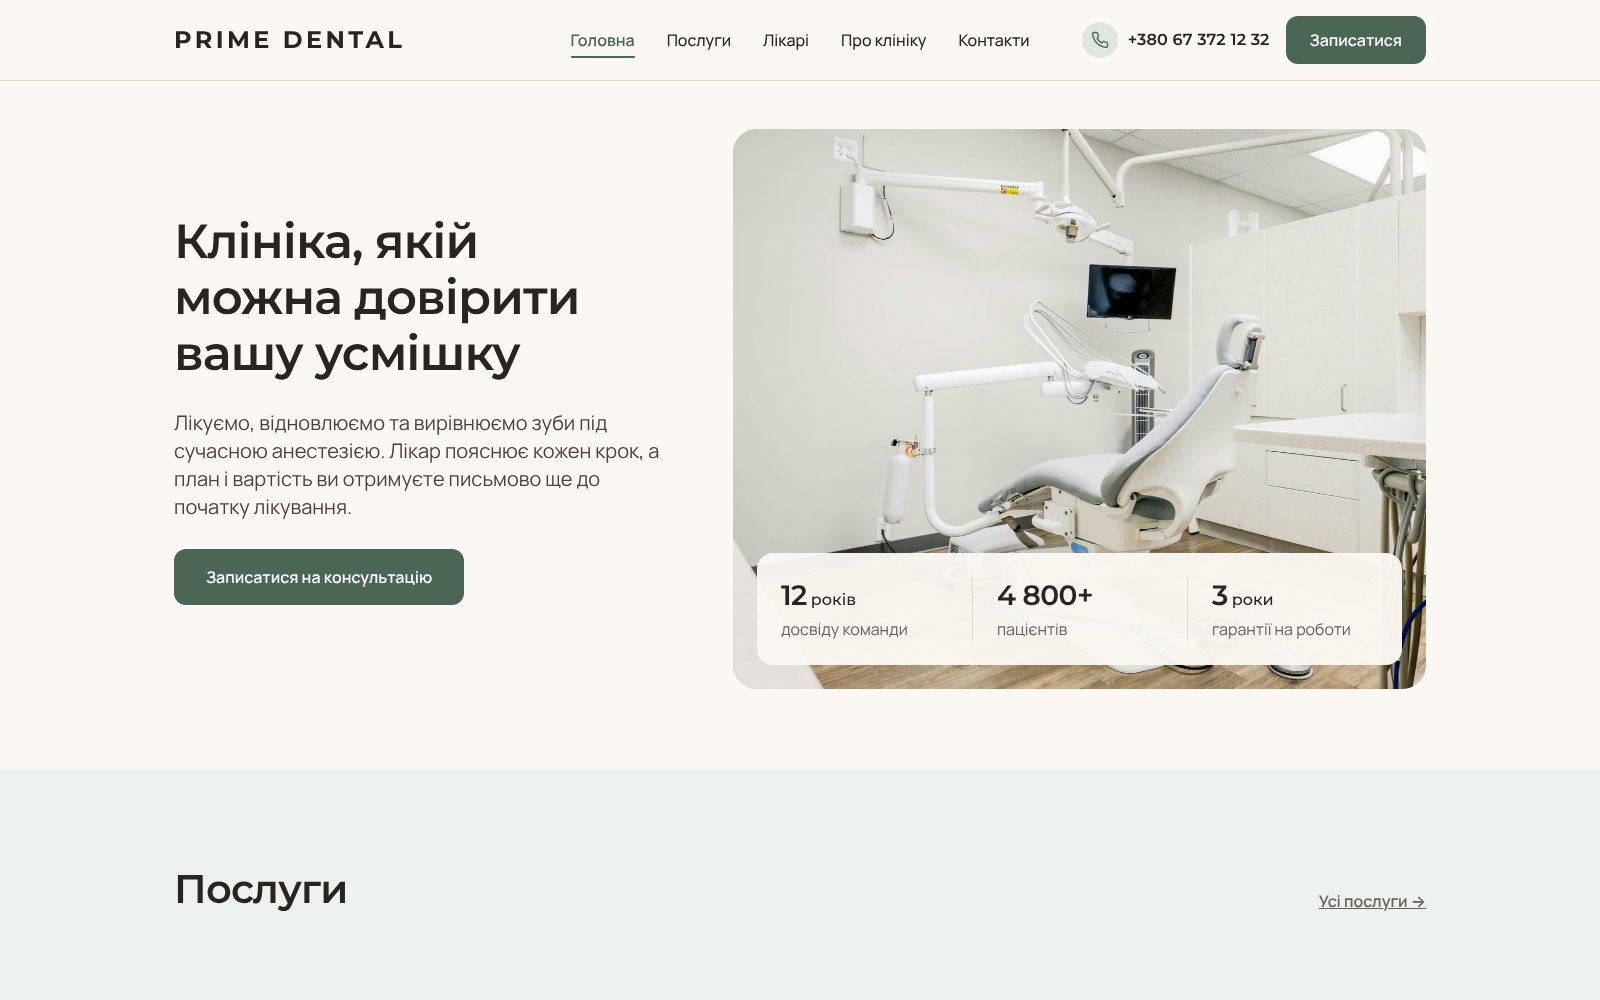 PRIME DENTAL
Головна
Послуги
Лікарі
Про клініку
Контакти
+380 67 372 12 32
Записатися
Клініка, якій
можна довірити
вашу усмішку
Лікуємо, відновлюємо та вирівнюємо зуби під
сучасною анестезією. Лікар пояснює кожен крок, а
план і вартість ви отримуєте письмово ще до
початку лікування.
Записатися на консультацію
12 років
досвіду команди
4 800+
пацієнтів
3 роки
гарантії на роботи
Послуги
Усі послуги →